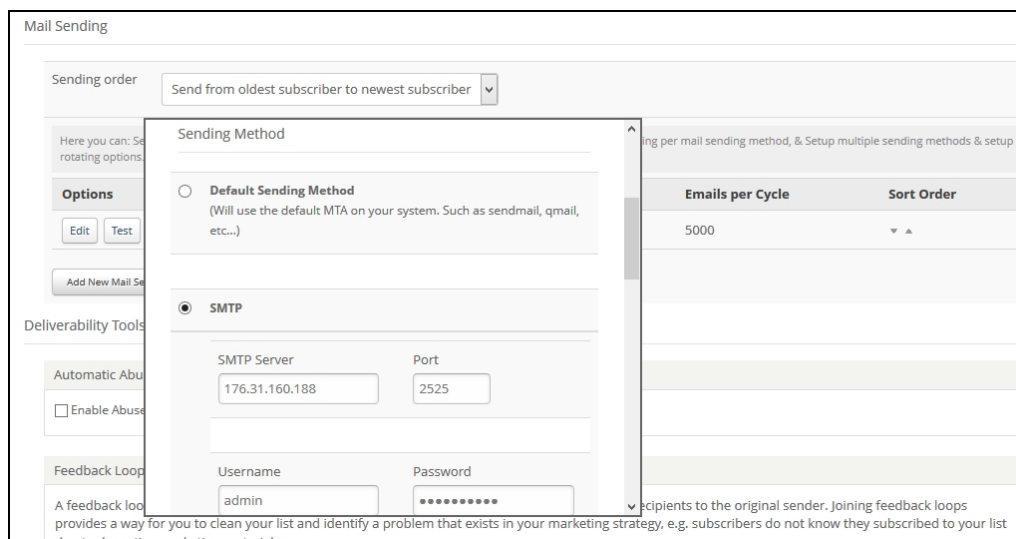 Mail Sending
Sending order
Send from oldest subscriber to newest subscriber
Here you can: Se
ing per mail sending method, & Setup multiple sending methods & setup
rotating options.
Options
Emails per Cycle
Sort Order
Edit
Test
5000
Add New Mail Se
Sending Method
Default Sending Method
(Will use the default MTA on your system. Such as sendmail, qmail,
etc...)
SMTP
SMTP Server
Port
176.31.160.188
2525
Username
Password
admin
••••••••••
Deliverability Tools
Automatic Abu
Enable Abuse
Feedback Loop
A feedback loo
ecipients to the original sender. Joining feedback loops
provides a way for you to clean your list and identify a problem that exists in your marketing strategy, e.g. subscribers do not know they subscribed to your list